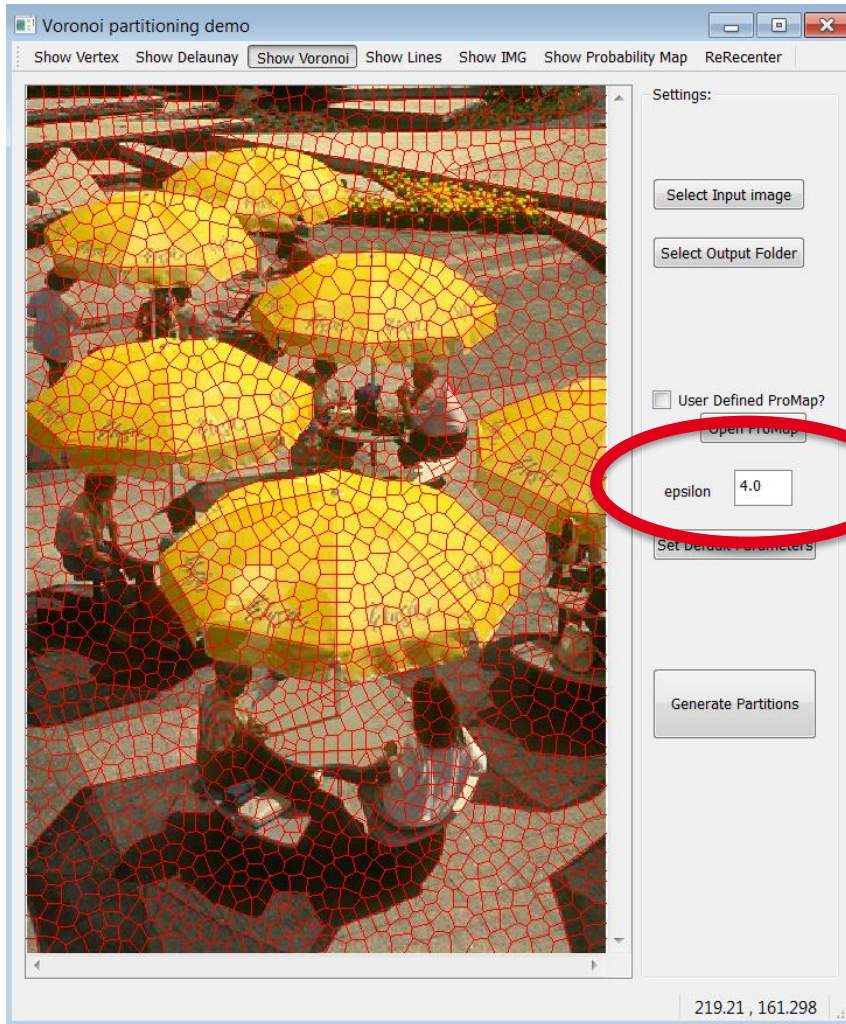 Voronoi partitioning demo
Show Vertex Show Delaunay Show Voronoi Show Lines Show IMG Show Probability Map ReRecenter
Settings:
Select Input image
Select Output Folder
User Defined ProMap?
Open ProMap
epsilon 4.0
Set Default Parameters
Generate Partitions
219.21 , 161.298